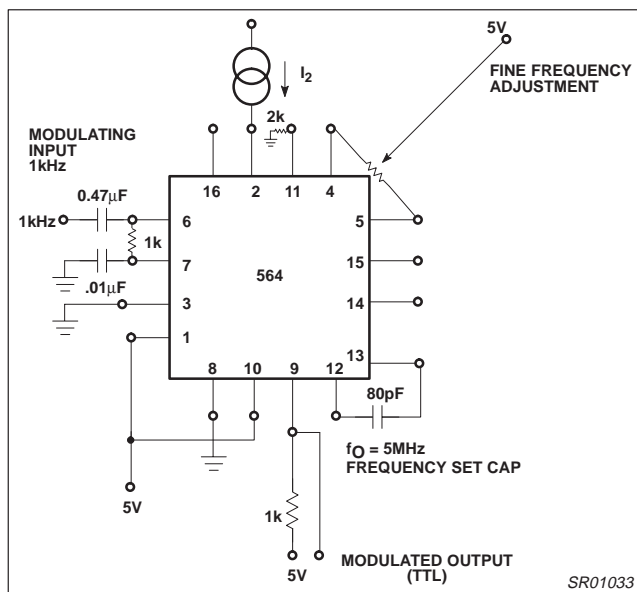 5V
FINE FREQUENCY
ADJUSTMENT
I2
2k
MODULATING
INPUT
1kHz
16
2
11
4
0.47µF
1kHz
6
5
1k
7
564
15
.01µF
3
14
1
13
8
10
9
12
80pF
fO = 5MHz
FREQUENCY SET CAP
5V
1k
5V
MODULATED OUTPUT
(TTL)
SR01033